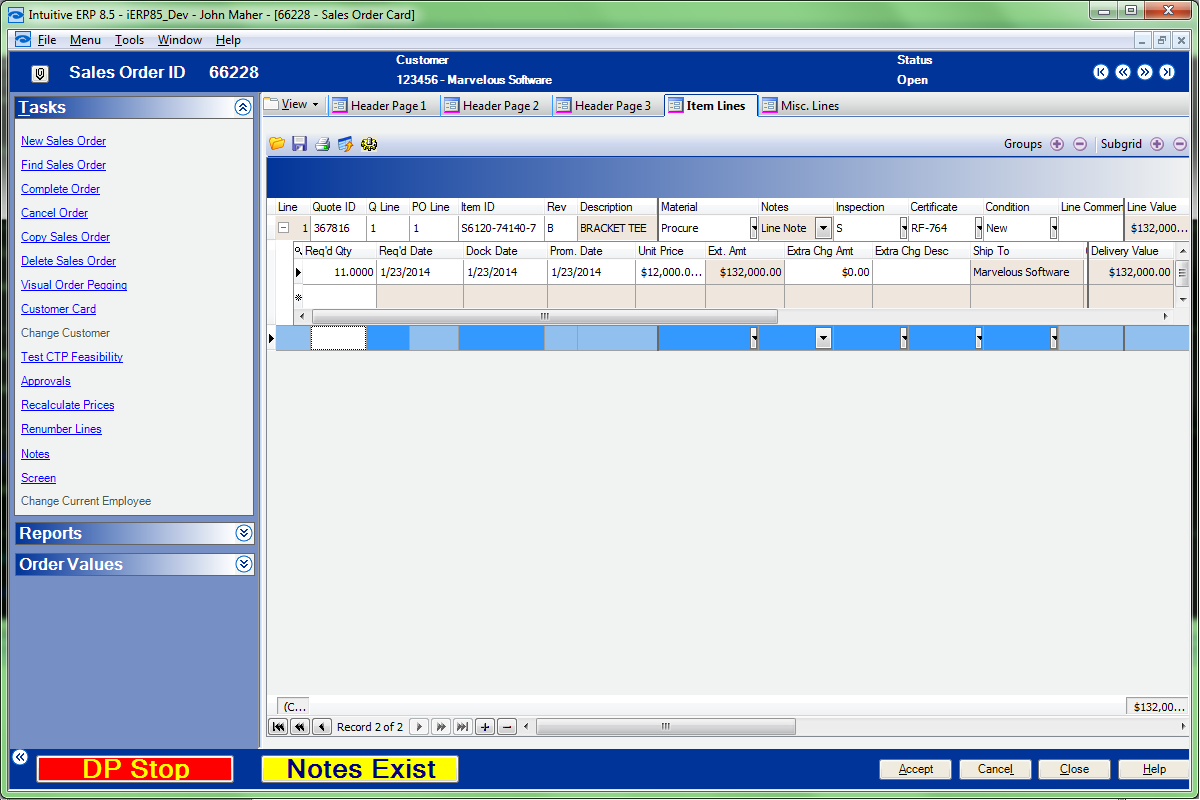 Intuitive ERP 8.5 - iERP85_Dev - John Maher - [66228 - Sales Order Card]
File Menu Tools Window Help
Sales Order ID 66228
Customer
123456 - Marvelous Software
Status
Open
Tasks
New Sales Order
Find Sales Order
Complete Order
Cancel Order
Copy Sales Order
Delete Sales Order
Visual Order Pegging
Customer Card
Change Customer
Test CTP Feasibility
Approvals
Recalculate Prices
Renumber Lines
Notes
Screen
Change Current Employee
Reports
Order Values
View Header Page 1 Header Page 2 Header Page 3 Item Lines Misc. Lines
Groups Subgrid
Line Quote ID Q Line PO Line Item ID Rev Description Material Notes Inspection Certificate Condition Line Commen Line Value
1 367816 1 1 S6120-74140-7 B BRACKET TEE Procure Line Note S RF-764 New $132,000...
Req'd Qty Req'd Date Dock Date Prom. Date Unit Price Ext. Amt Extra Chg Amt Extra Chg Desc Ship To Delivery Value
11.0000 1/23/2014 1/23/2014 1/23/2014 $12,000.0... $132,000.00 $0.00 Marvelous Software $132,000.00
(C... $132,00...
Record 2 of 2
DP Stop Notes Exist
Accept Cancel Close Help